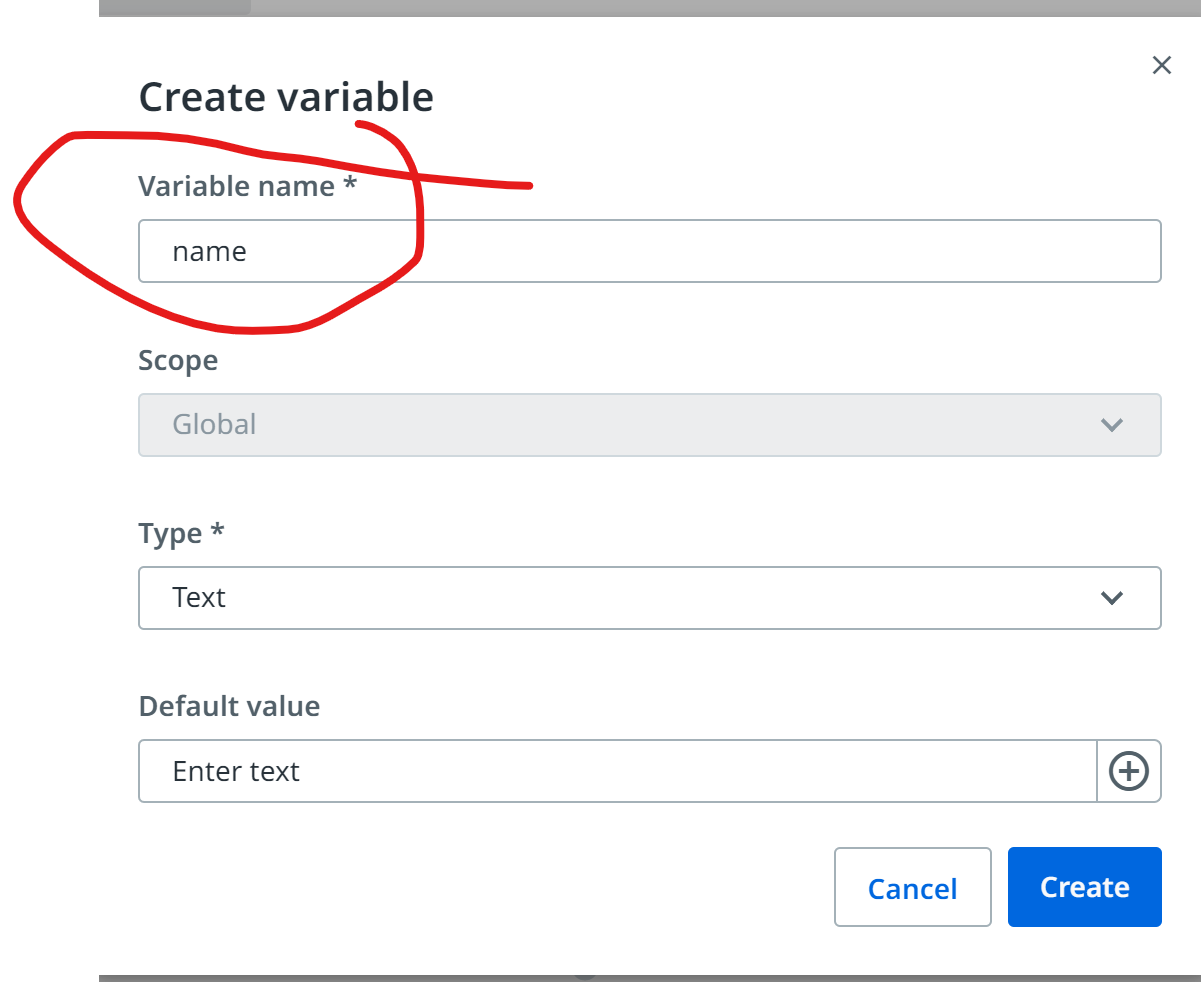 Create variable
Variable name *
name
Scope
Global
Type *
Text
Default value
Enter text
Cancel
Create